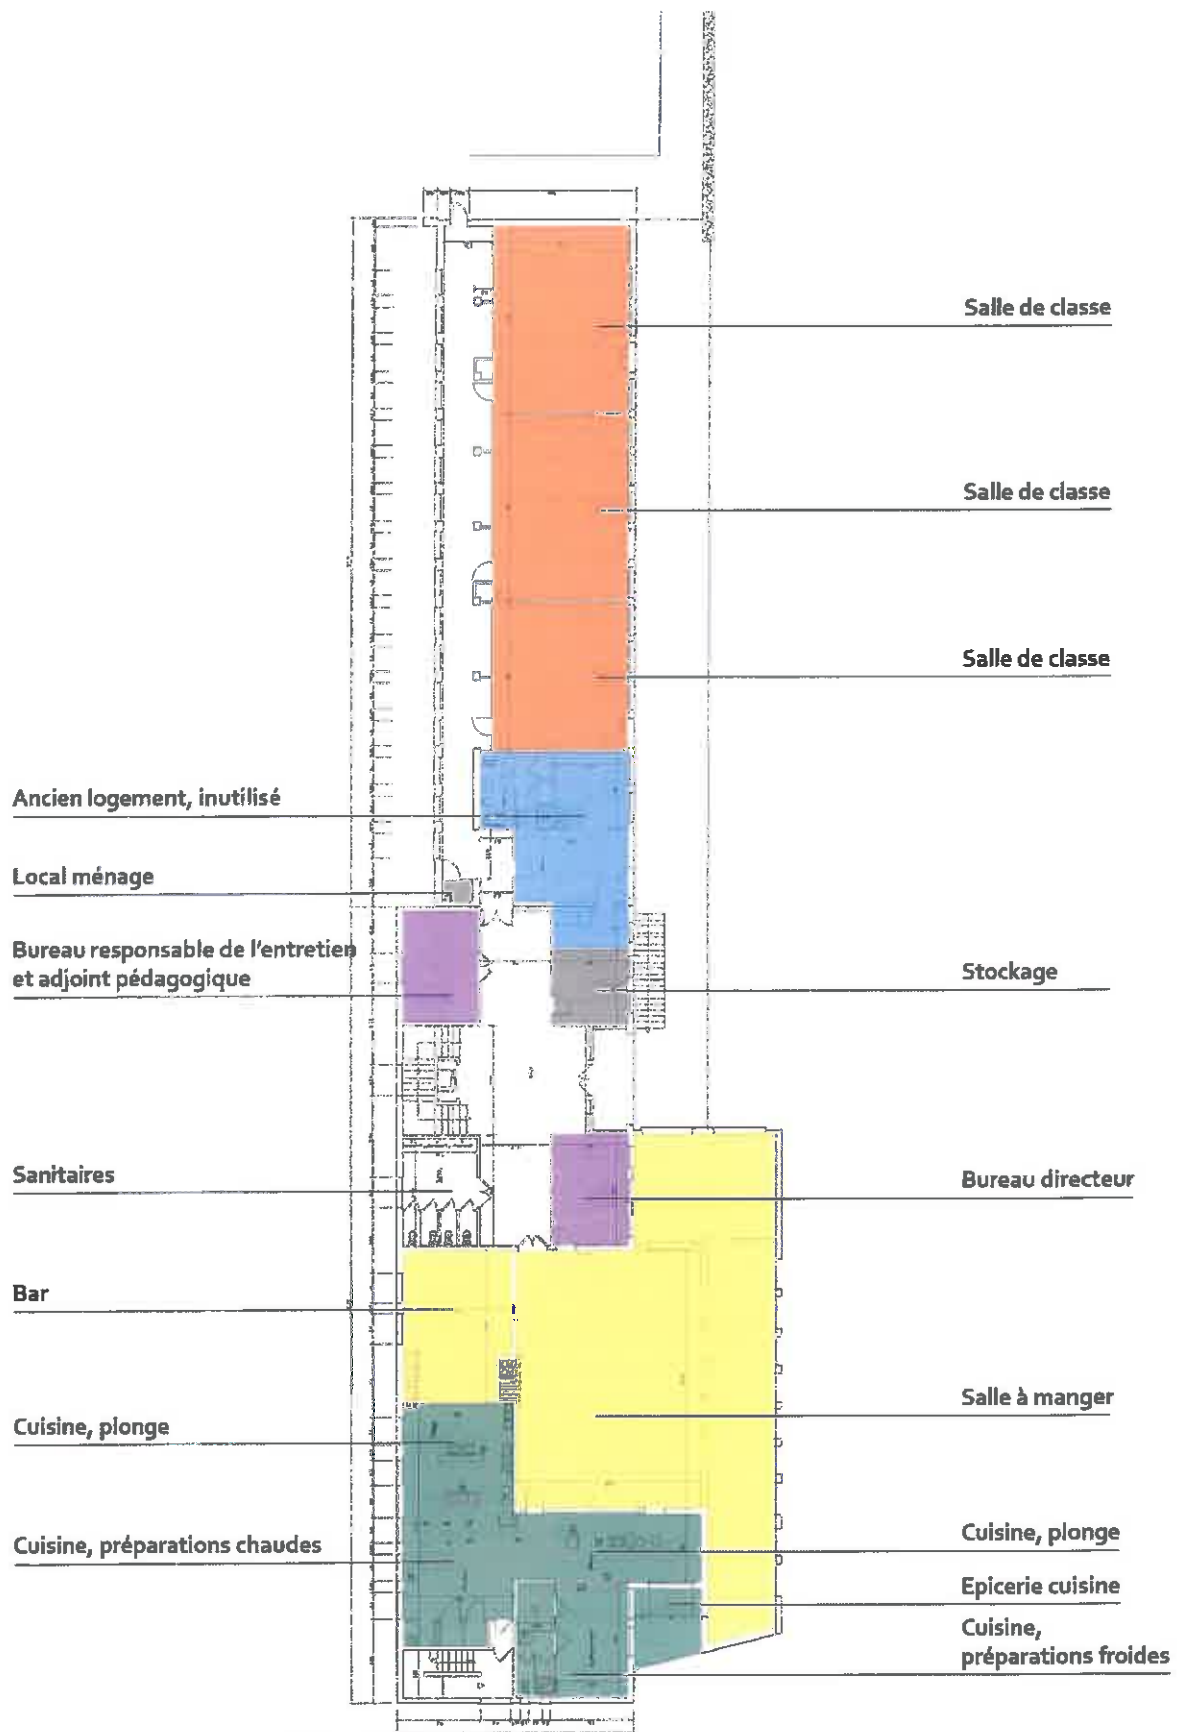 Salle de classe
Salle de classe
Salle de classe
Ancien logement, inutilisé
Local ménage
Bureau responsable de l'entretien
et adjoint pédagogique
Stockage
Sanitaires
Bureau directeur
Bar
Salle à manger
Cuisine, plonge
Cuisine, préparations chaudes
Cuisine, plonge
Epicerie cuisine
Cuisine,
préparations froides